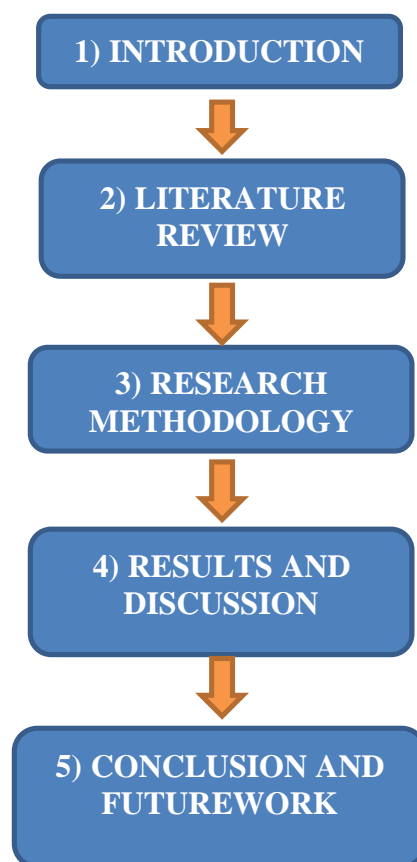 1) INTRODUCTION
2) LITERATURE
REVIEW
3) RESEARCH
METHODOLOGY
4) RESULTS AND
DISCUSSION
5) CONCLUSION AND
FUTUREWORK